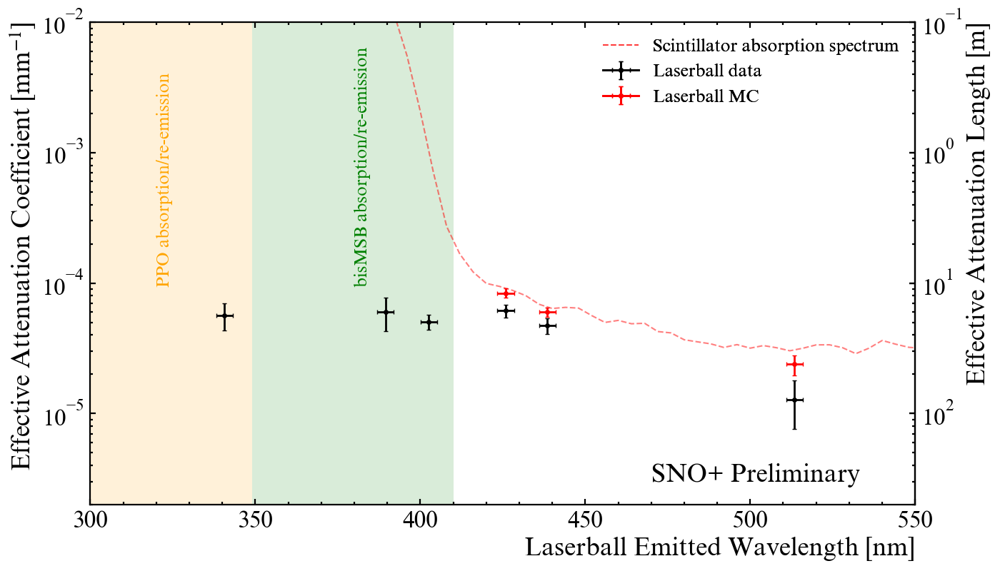 10⁻²
10⁻³
10⁻⁴
10⁻⁵
Effective Attenuation Coefficient [mm⁻¹]
PPO absorption/re-emission
bisMSB absorption/re-emission
Scintillator absorption spectrum
Laserball data
Laserball MC
SNO+ Preliminary
10⁻¹
10⁰
10¹
10²
Effective Attenuation Length [m]
300 350 400 450 500 550
Laserball Emitted Wavelength [nm]